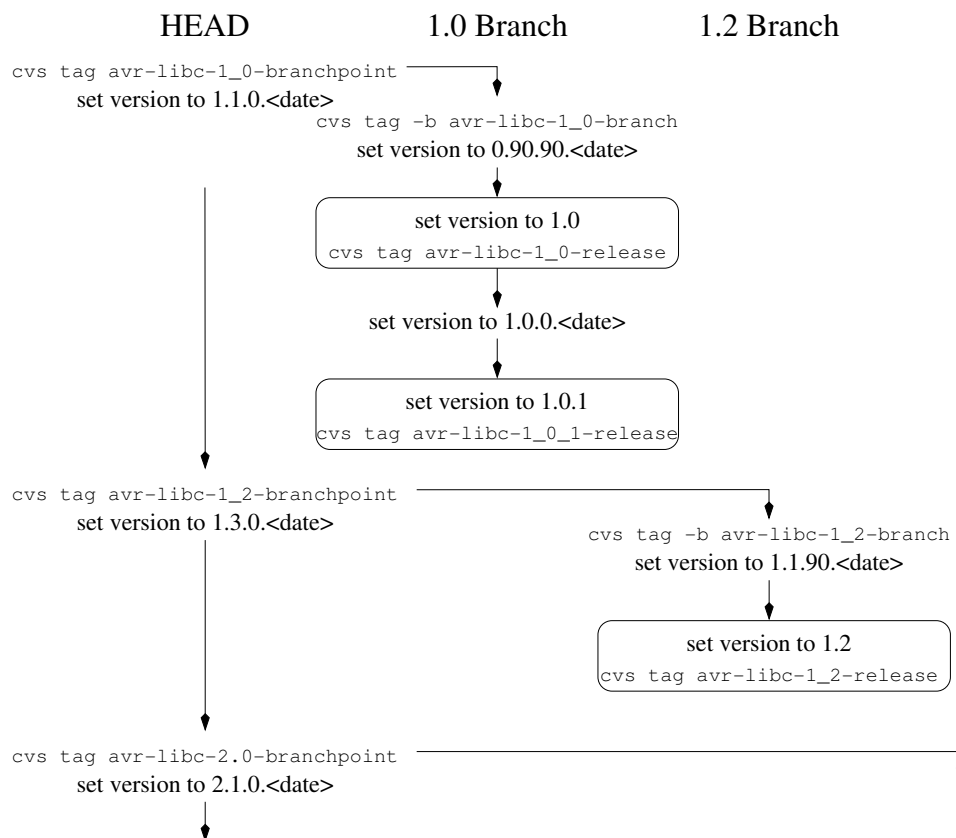 HEAD
1.0 Branch
1.2 Branch
cvs tag avr-libc-1_0-branchpoint
set version to 1.1.0.<date>
cvs tag -b avr-libc-1_0-branch
set version to 0.90.90.<date>
set version to 1.0
cvs tag avr-libc-1_0-release
set version to 1.0.0.<date>
set version to 1.0.1
cvs tag avr-libc-1_0_1-release
cvs tag avr-libc-1_2-branchpoint
set version to 1.3.0.<date>
cvs tag -b avr-libc-1_2-branch
set version to 1.1.90.<date>
set version to 1.2
cvs tag avr-libc-1_2-release
cvs tag avr-libc-2.0-branchpoint
set version to 2.1.0.<date>